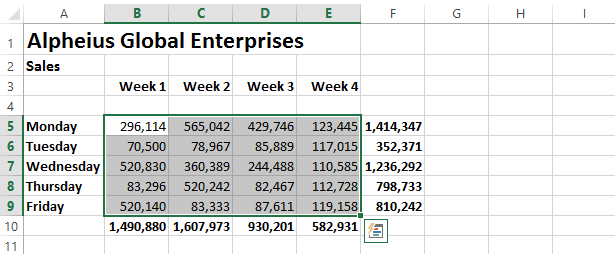 A B C D E F G H I
1 Alpheius Global Enterprises
2 Sales
3 Week 1 Week 2 Week 3 Week 4
4
5 Monday 296,114 565,042 429,746 123,445 1,414,347
6 Tuesday 70,500 78,967 85,889 117,015 352,371
7 Wednesday 520,830 360,389 244,488 110,585 1,236,292
8 Thursday 83,296 520,242 82,467 112,728 798,733
9 Friday 520,140 83,333 87,611 119,158 810,242
10 1,490,880 1,607,973 930,201 582,931
11